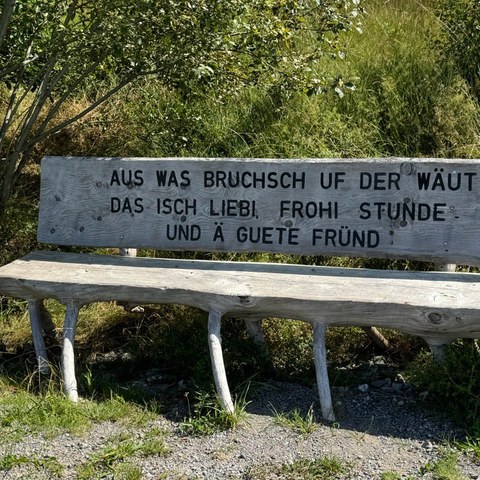 AUS WAS BRUCHSCH UF DER WÄUT
DAS ISCH LIEBI, FROHI STUNDE -
UND Ä GUETE FRÜND